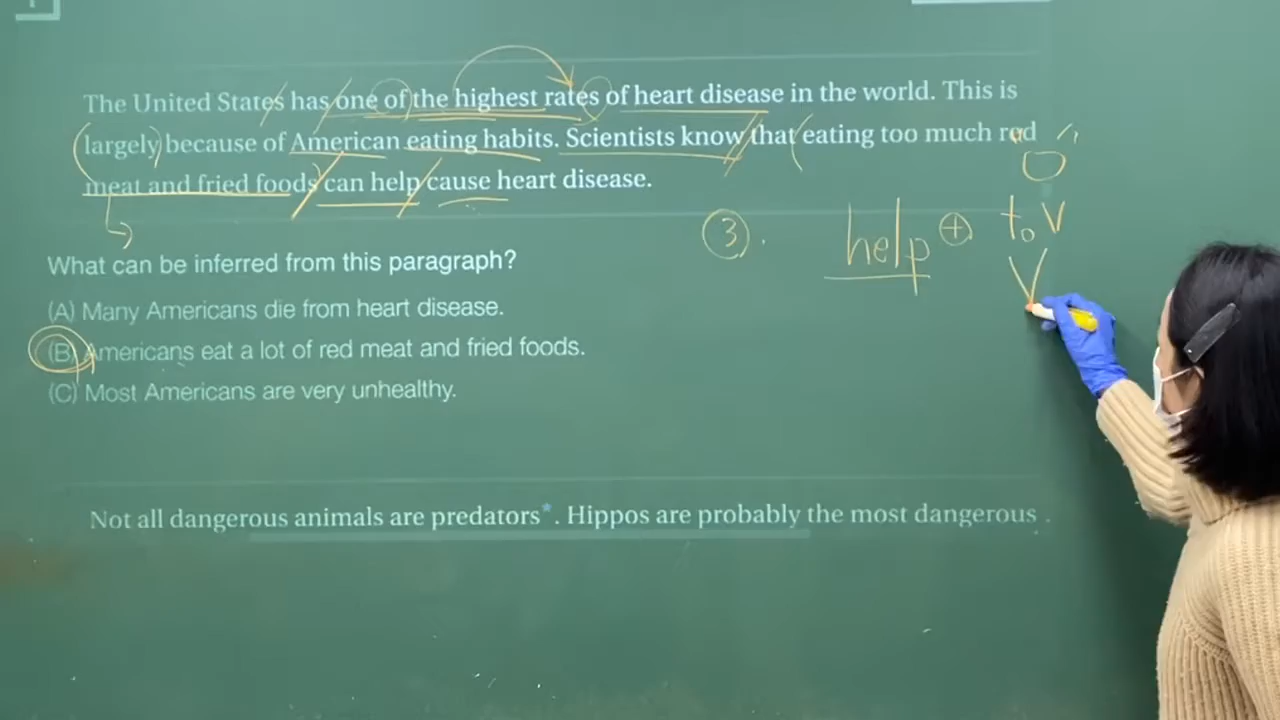 The United States has one of the highest rates of heart disease in the world. This is
largely because of American eating habits. Scientists know that eating too much red
meat and fried foods can help cause heart disease.
③. help + to V
V
What can be inferred from this paragraph?
(A) Many Americans die from heart disease.
(B) Americans eat a lot of red meat and fried foods.
(C) Most Americans are very unhealthy.
Not all dangerous animals are predators*. Hippos are probably the most dangerous